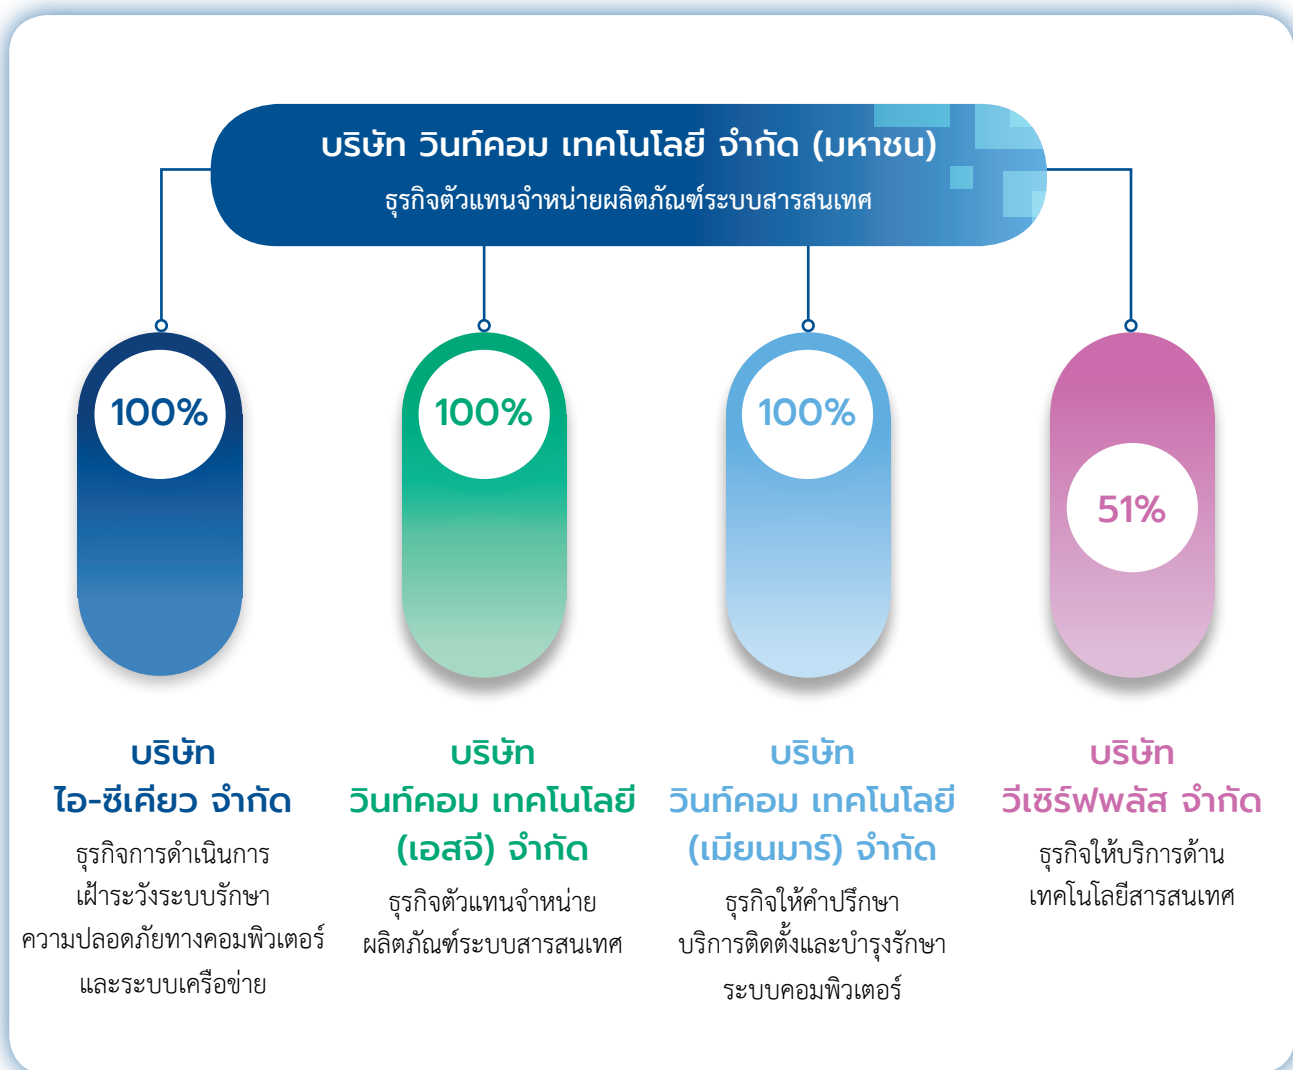 บริษัท วินท์คอม เทคโนโลยี จำกัด (มหาชน)
ธุรกิจตัวแทนจำหน่ายผลิตภัณฑ์ระบบสารสนเทศ
100%
100%
100%
51%
บริษัท
ไอ-ซีเคียว จำกัด
ธุรกิจการดำเนินการ
เฝ้าระวังระบบรักษา
ความปลอดภัยทางคอมพิวเตอร์
และระบบเครือข่าย
บริษัท
วินท์คอม เทคโนโลยี
(เอสจี) จำกัด
ธุรกิจตัวแทนจำหน่าย
ผลิตภัณฑ์ระบบสารสนเทศ
บริษัท
วินท์คอม เทคโนโลยี
(เมียนมาร์) จำกัด
ธุรกิจให้คำปรึกษา
บริการติดตั้งและบำรุงรักษา
ระบบคอมพิวเตอร์
บริษัท
วีเซิร์ฟพลัส จำกัด
ธุรกิจให้บริการด้าน
เทคโนโลยีสารสนเทศ